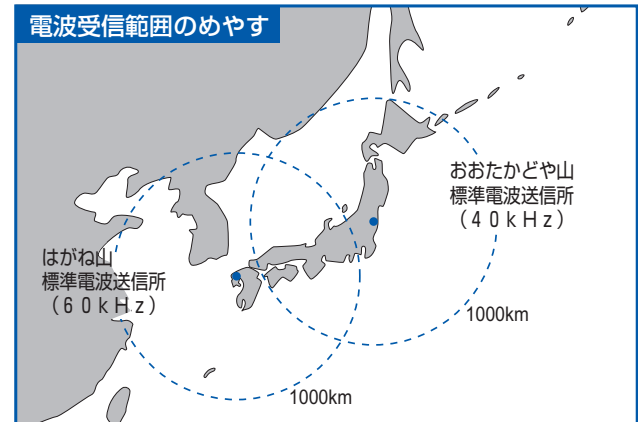 電波受信範囲のめやす
おおたかどや山
標準電波送信所
(40kHz)
はがね山
標準電波送信所
(60kHz)
1000km
1000km